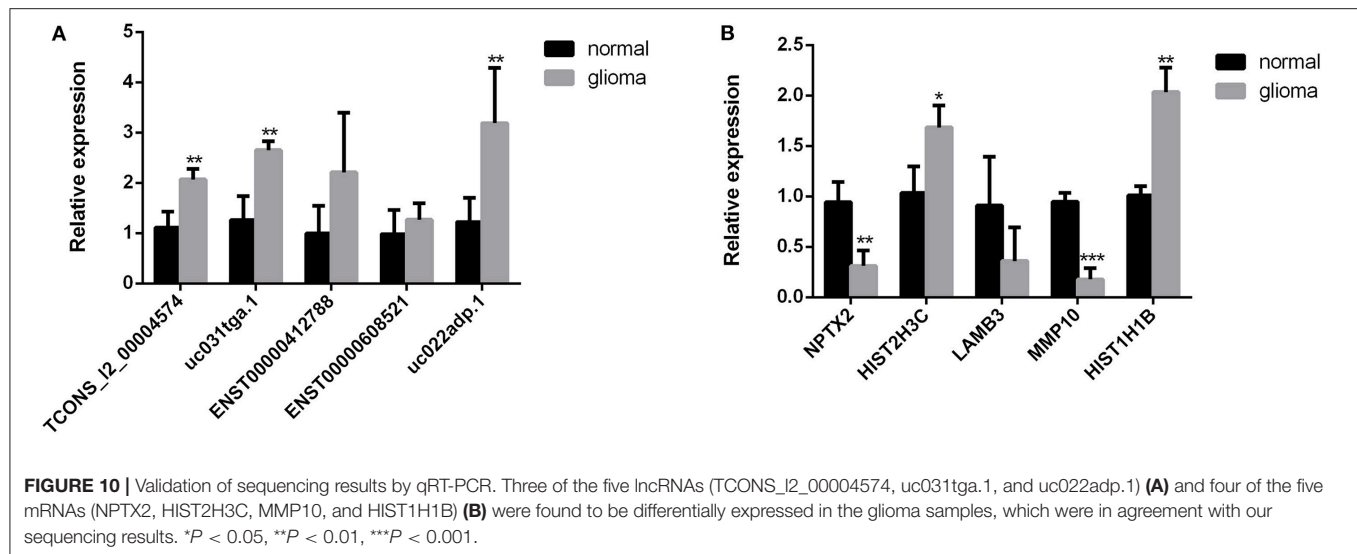 A
Relative expression
5
4
3
2
1
0
**
**
**
normal
glioma
TCONS_l2_00004574
uc031tga.1
ENST00000412788
ENST00000608521
uc022adp.1
B
Relative expression
2.5
2.0
1.5
1.0
0.5
0.0
**
*
***
**
normal
glioma
NPTX2
HIST2H3C
LAMB3
MMP10
HIST1H1B
FIGURE 10 | Validation of sequencing results by qRT-PCR. Three of the five lncRNAs (TCONS_l2_00004574, uc031tga.1, and uc022adp.1) (A) and four of the five
mRNAs (NPTX2, HIST2H3C, MMP10, and HIST1H1B) (B) were found to be differentially expressed in the glioma samples, which were in agreement with our
sequencing results. *P < 0.05, **P < 0.01, ***P < 0.001.